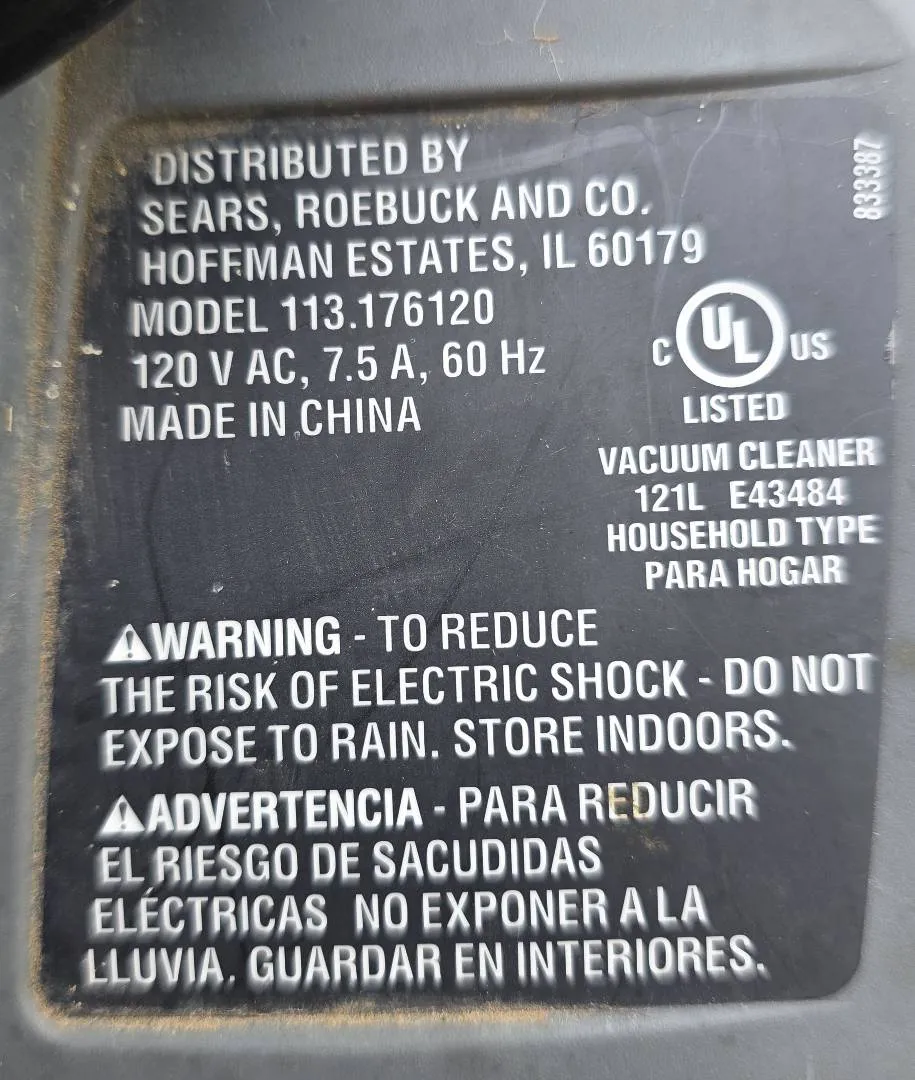 DISTRIBUTED BY
SEARS, ROEBUCK AND CO.
HOFFMAN ESTATES, IL 60179
MODEL 113.176120
120 V AC, 7.5 A, 60 Hz
MADE IN CHINA
833387
C UL US
LISTED
VACUUM CLEANER
121L E43484
HOUSEHOLD TYPE
PARA HOGAR
⚠WARNING - TO REDUCE
THE RISK OF ELECTRIC SHOCK - DO NOT
EXPOSE TO RAIN. STORE INDOORS.
⚠ADVERTENCIA - PARA REDUCIR
EL RIESGO DE SACUDIDAS
ELÉCTRICAS NO EXPONER A LA
LLUVIA. GUARDAR EN INTERIORES.